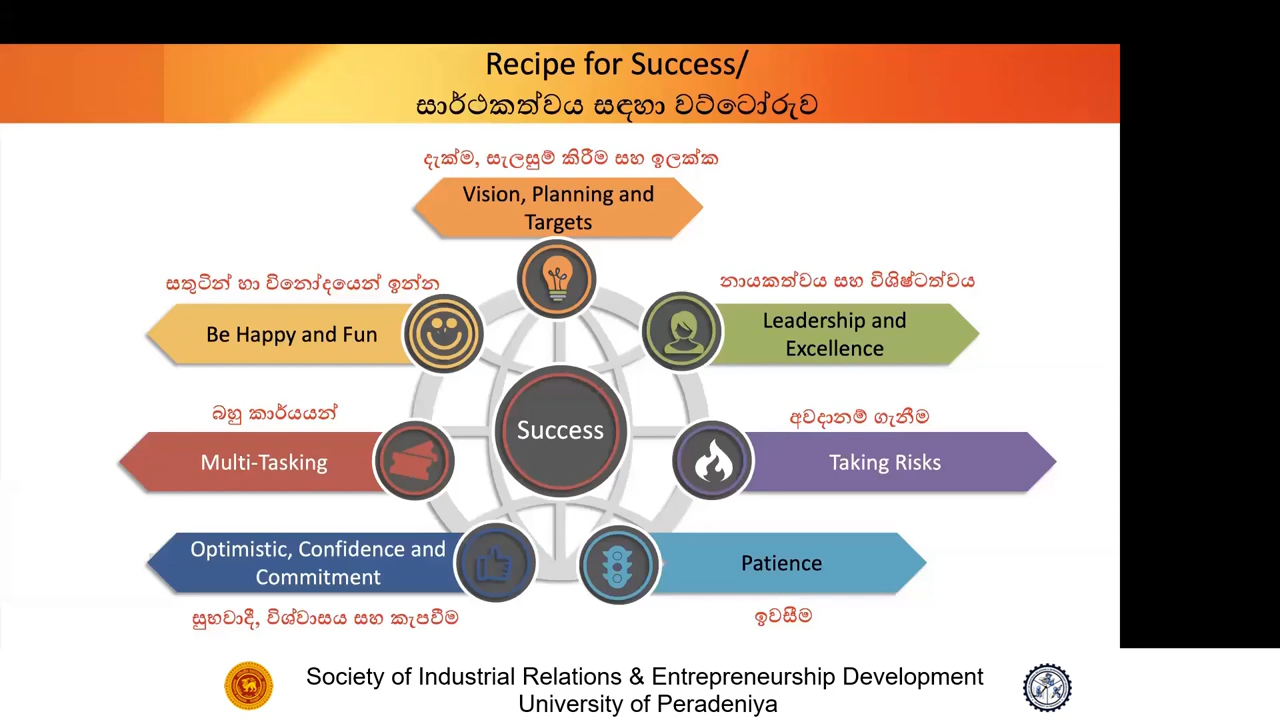 Recipe for Success/
සාර්ථකත්වය සඳහා වට්ටෝරුව
දැක්ම, සැලසුම් කිරීම සහ ඉලක්ක
Vision, Planning and
Targets
සතුටින් හා විනෝදයෙන් ඉන්න
Be Happy and Fun
නායකත්වය සහ විශිෂ්ටත්වය
Leadership and
Excellence
බහු කාර්යයන්
Multi-Tasking
Success
අවදානම් ගැනීම
Taking Risks
Optimistic, Confidence and
Commitment
සුභවාදී, විශ්වාසය සහ කැපවීම
Patience
ඉවසීම
Society of Industrial Relations & Entrepreneurship Development
University of Peradeniya